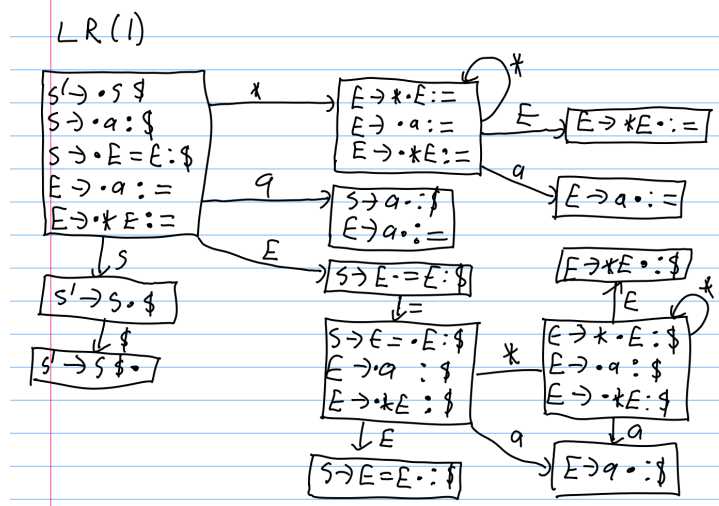 LR(1)
S' → • S $
S → • a : $
S → • E = E : $
E → • a : =
E → • * E : =
*
E → * • E : =
E → • a : =
E → • * E : =
*
E
E → * E • : =
a
E → a • : =
a
S → a • : $
E → a • : =
E
S → E • = E : $
S
S' → S • $
$
S' → S $ •
=
S → E = • E : $
E → • a : $
E → • * E : $
*
E → * • E : $
E → • a : $
E → • * E : $
*
E
E → * E • : $
E
S → E = E • : $
a
a
E → a • : $